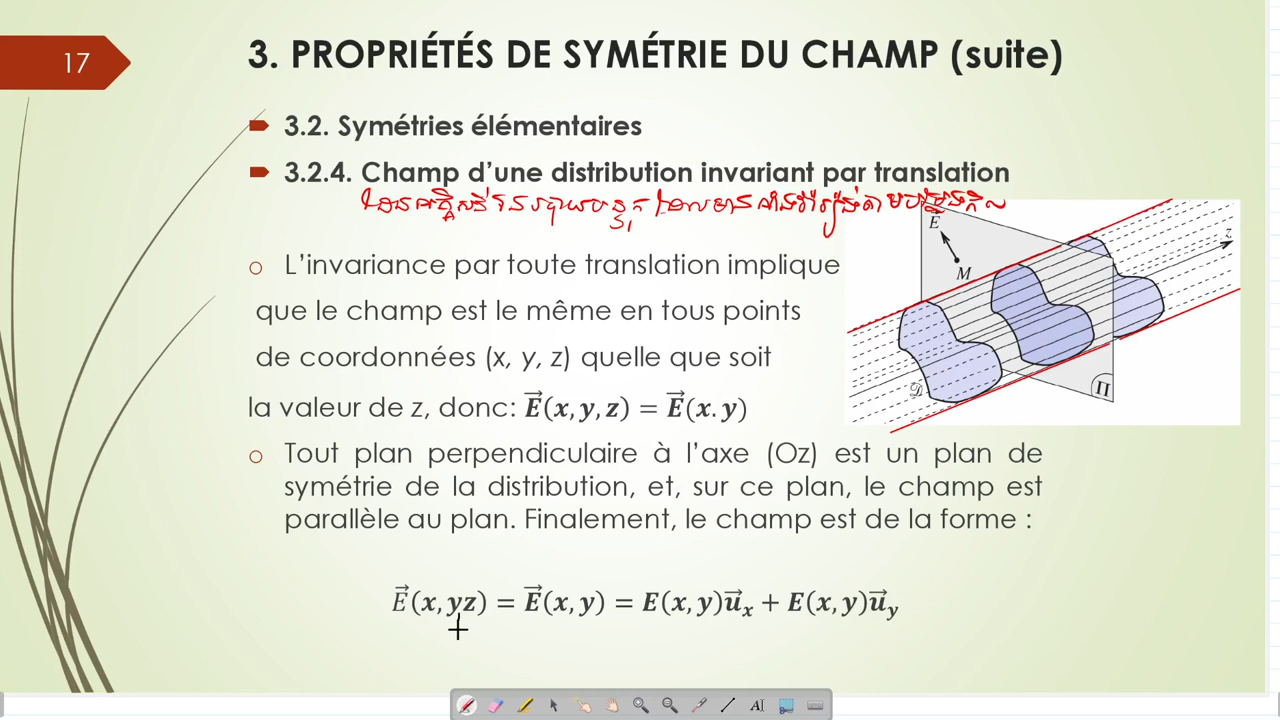 17
3. PROPRIÉTÉS DE SYMÉTRIE DU CHAMP (suite)
3.2. Symétries élémentaires
3.2.4. Champ d’une distribution invariant par translation
o L’invariance par toute translation implique
que le champ est le même en tous points
de coordonnées (x, y, z) quelle que soit
la valeur de z, donc: E⃗(x, y, z) = E⃗(x.y)
E⃗
M
z
𝒟
Π
o Tout plan perpendiculaire à l’axe (Oz) est un plan de
symétrie de la distribution, et, sur ce plan, le champ est
parallèle au plan. Finalement, le champ est de la forme :
E⃗(x, yz) = E⃗(x, y) = E(x, y)u⃗ₓ + E(x, y)u⃗ᵧ
AI